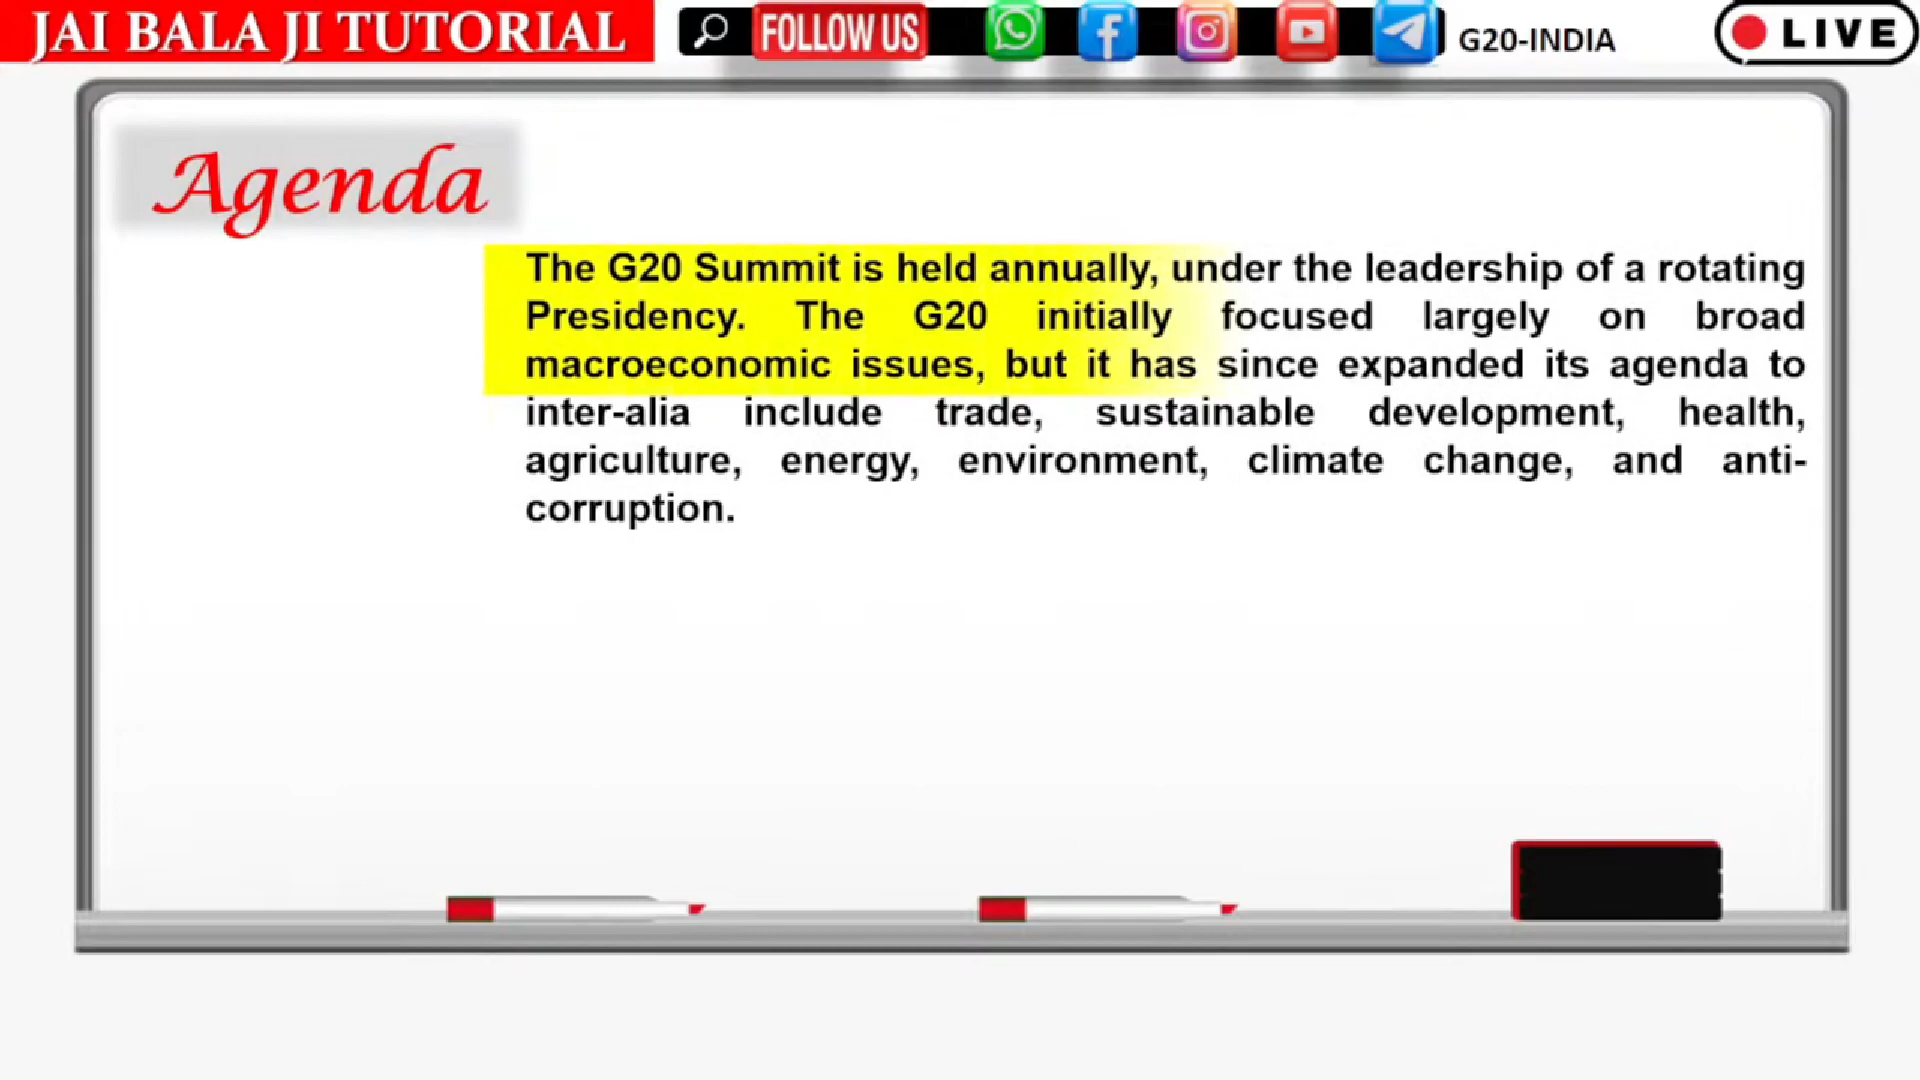 JAI BALA JI TUTORIAL
FOLLOW US
G20-INDIA
LIVE
Agenda
The G20 Summit is held annually, under the leadership of a rotating
Presidency. The G20 initially focused largely on broad
macroeconomic issues, but it has since expanded its agenda to
inter-alia include trade, sustainable development, health,
agriculture, energy, environment, climate change, and anti-
corruption.